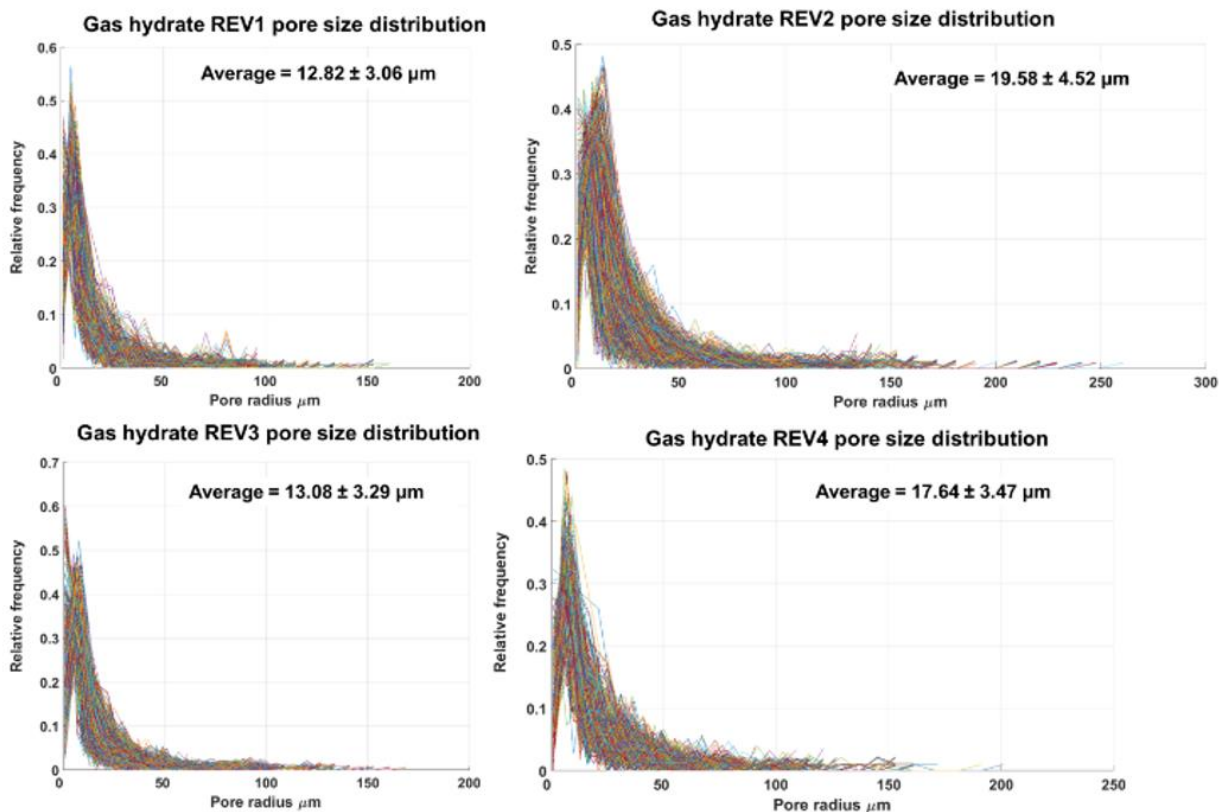 Gas hydrate REV1 pore size distribution
Average = 12.82 ± 3.06 μm
Relative frequency
0.6
0.5
0.4
0.3
0.2
0.1
0
0 50 100 150 200
Pore radius μm
Gas hydrate REV2 pore size distribution
Average = 19.58 ± 4.52 μm
Relative frequency
0.5
0.4
0.3
0.2
0.1
0
0 50 100 150 200 250 300
Pore radius μm
Gas hydrate REV3 pore size distribution
Average = 13.08 ± 3.29 μm
Relative frequency
0.7
0.6
0.5
0.4
0.3
0.2
0.1
0
0 50 100 150 200
Pore radius μm
Gas hydrate REV4 pore size distribution
Average = 17.64 ± 3.47 μm
Relative frequency
0.5
0.4
0.3
0.2
0.1
0
0 50 100 150 200 250
Pore radius μm